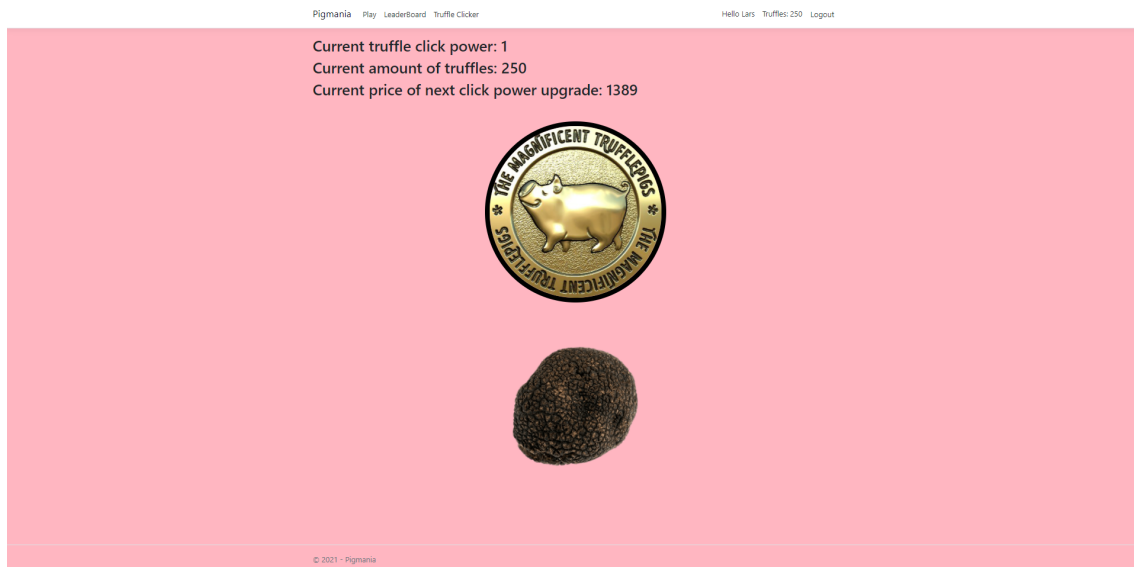 Pigmania Play LeaderBoard Truffle Clicker Hello Lars Truffles: 250 Logout
Current truffle click power: 1
Current amount of truffles: 250
Current price of next click power upgrade: 1389
* THE MAGNIFICENT TRUFFLEPIGS * THE MAGNIFICENT TRUFFLEPIGS
© 2021 - Pigmania